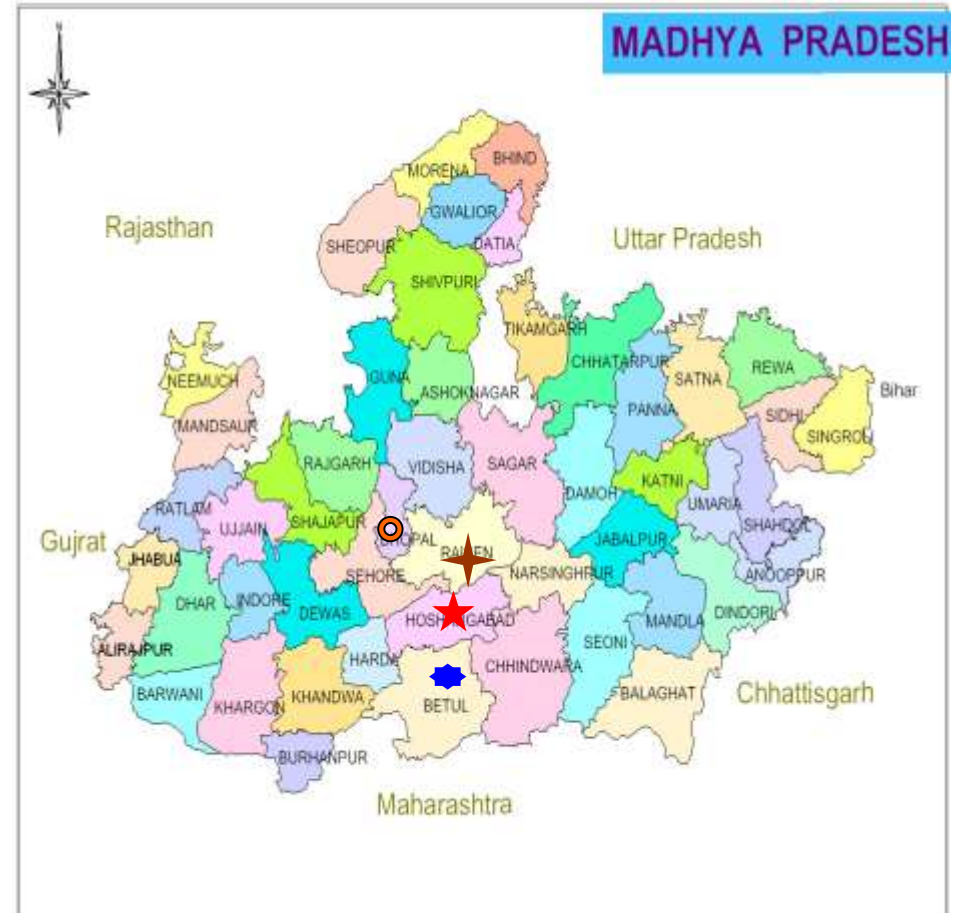 N
MADHYA PRADESH
BHIND
MORENA
GWALIOR
Rajasthan
DATIA
Uttar Pradesh
SHEOPUR
SHIVPURI
TIKAMGARH
CHHATARPUR
REWA
NEEMUCH
GUNA
ASHOKNAGAR
SATNA
Bihar
PANNA
SIDHI
MANDSAUR
SINGROLI
RAJGARH
VIDISHA
SAGAR
KATNI
DAMOH
UMARIA
RATLAM
SHAJAPUR
UJJAIN
SHAHDOL
Gujrat
BHOPAL
JABALPUR
RAISEN
JHABUA
SEHORE
NARSINGHPUR
ANOOPPUR
DHAR
INDORE
DEWAS
HOSHANGABAD
MANDLA
DINDORI
SEONI
ALIRAJPUR
HARDA
CHHINDWARA
BARWANI
KHANDWA
BALAGHAT
Chhattisgarh
KHARGON
BETUL
BURHANPUR
Maharashtra